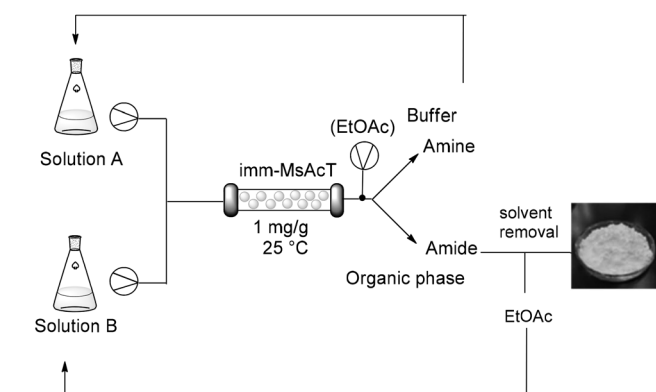 Solution A
(EtOAc)
Buffer
Amine
imm-MsAcT
1 mg/g
25 °C
Amide
Organic phase
solvent
removal
EtOAc
Solution B